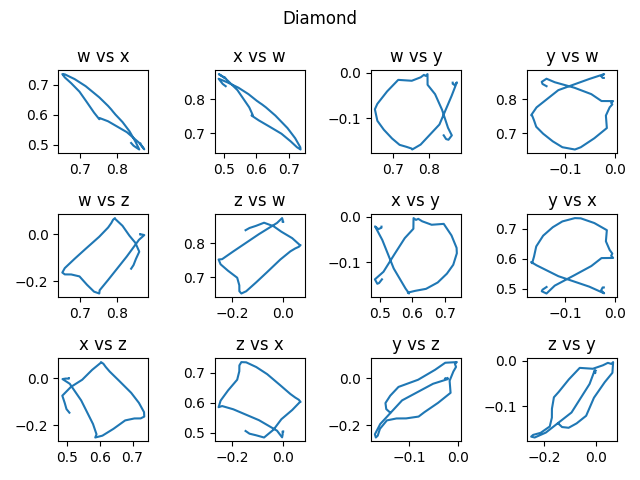 Diamond
w vs x x vs w w vs y y vs w
0.7 0.6 0.5 0.7 0.8
0.8 0.7 0.5 0.6 0.7
0.0 −0.1 0.7 0.8
0.8 0.7 −0.1 0.0
w vs z z vs w x vs y y vs x
0.0 −0.2 0.7 0.8
0.8 0.7 −0.2 0.0
0.0 −0.1 0.5 0.6 0.7
0.7 0.6 0.5 −0.1 0.0
x vs z z vs x y vs z z vs y
0.0 −0.2 0.5 0.6 0.7
0.7 0.6 0.5 −0.2 0.0
0.0 −0.2 −0.1 0.0
0.0 −0.1 −0.2 0.0